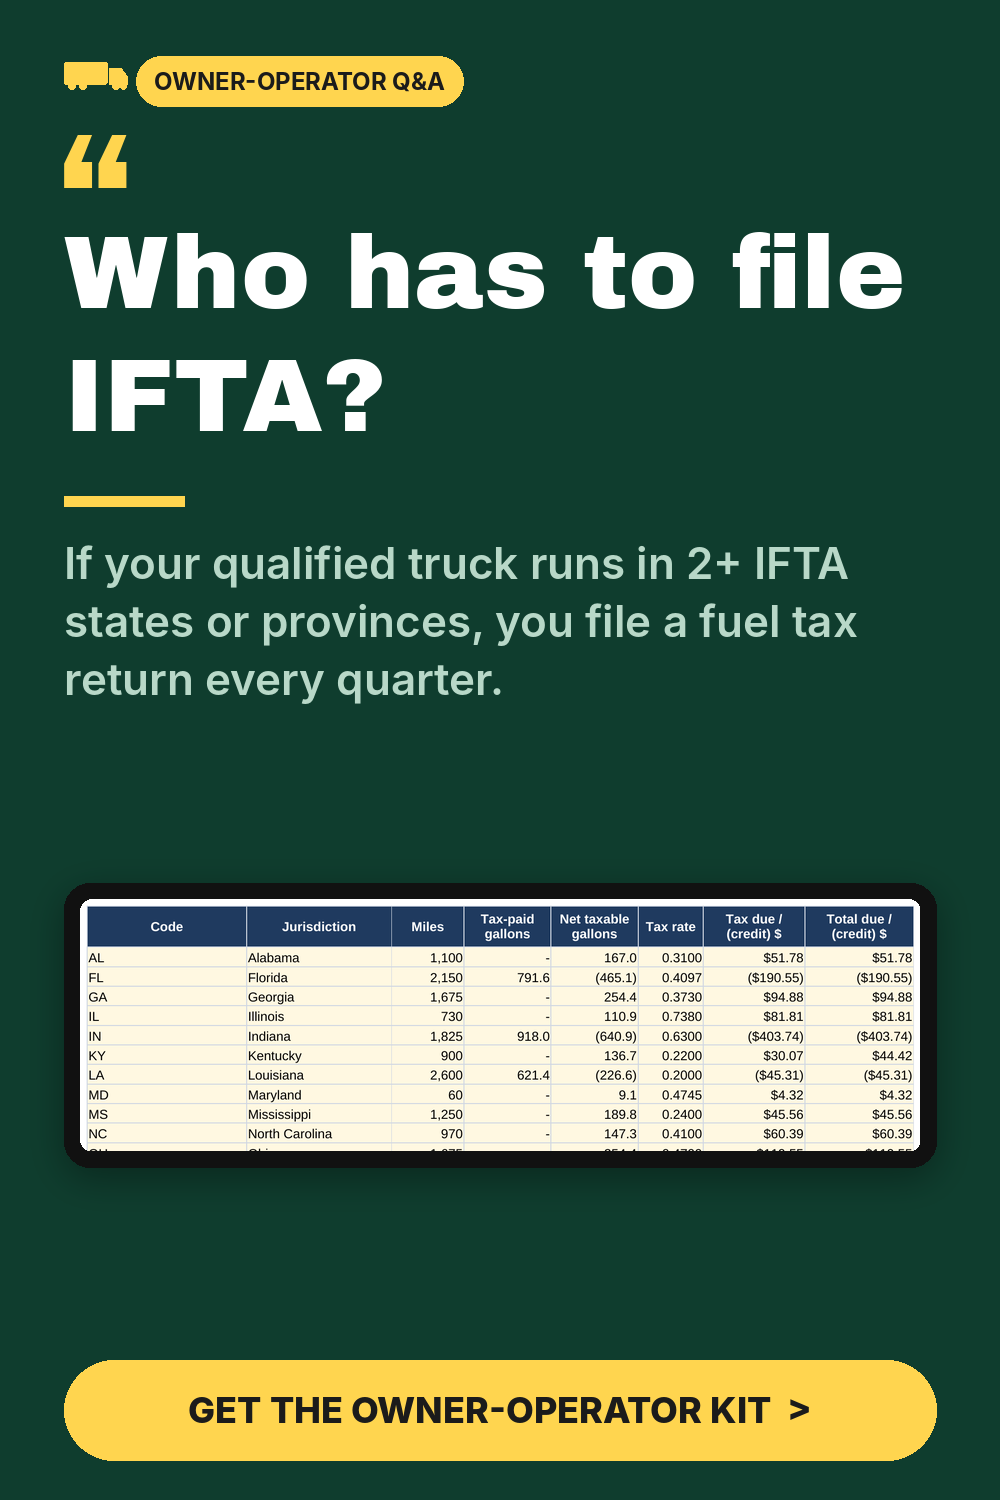 OWNER-OPERATOR Q&A
“
Who has to file
IFTA?
If your qualified truck runs in 2+ IFTA
states or provinces, you file a fuel tax
return every quarter.
Code Jurisdiction Miles Tax-paid gallons Net taxable gallons Tax rate Tax due / (credit) $ Total due / (credit) $
AL Alabama 1,100 - 167.0 0.3100 $51.78 $51.78
FL Florida 2,150 791.6 (465.1) 0.4097 ($190.55) ($190.55)
GA Georgia 1,675 - 254.4 0.3730 $94.88 $94.88
IL Illinois 730 - 110.9 0.7380 $81.81 $81.81
IN Indiana 1,825 918.0 (640.9) 0.6300 ($403.74) ($403.74)
KY Kentucky 900 - 136.7 0.2200 $30.07 $44.42
LA Louisiana 2,600 621.4 (226.6) 0.2000 ($45.31) ($45.31)
MD Maryland 60 - 9.1 0.4745 $4.32 $4.32
MS Mississippi 1,250 - 189.8 0.2400 $45.56 $45.56
NC North Carolina 970 - 147.3 0.4100 $60.39 $60.39
GET THE OWNER-OPERATOR KIT >